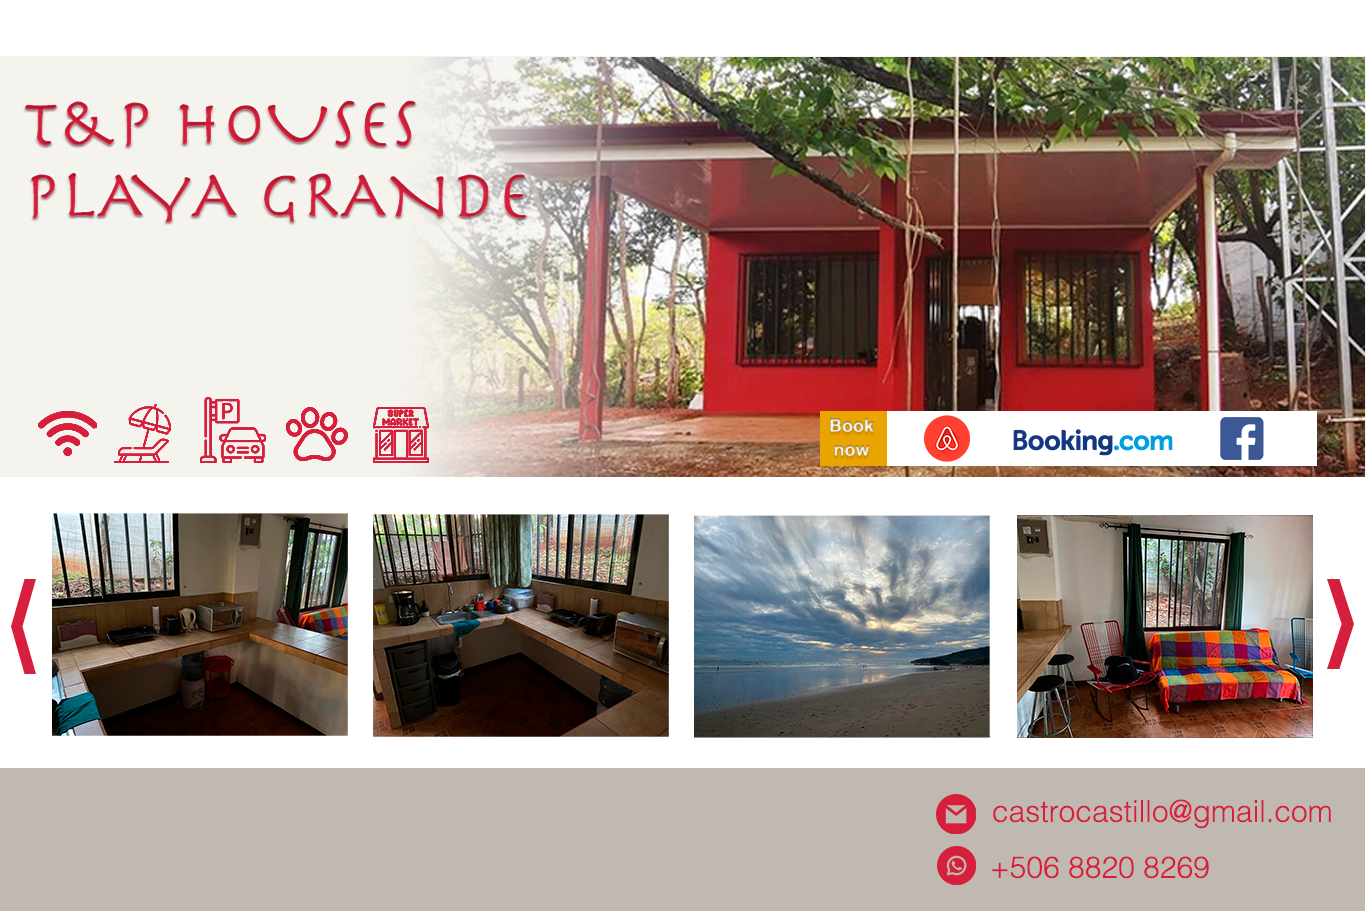 T&P HOUSES
PLAYA GRANDE
P
SUPER
MARKET
Book
now
Booking.com
castrocastillo@gmail.com
+506 8820 8269